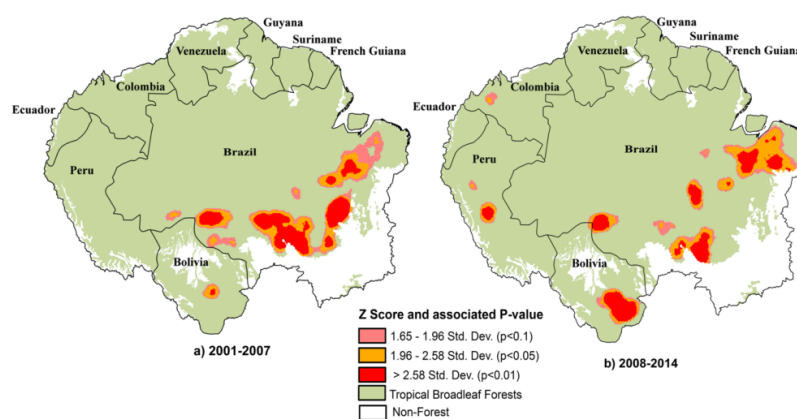 Guyana
Suriname
French Guiana
Venezuela
Colombia
Ecuador
Peru
Brazil
Bolivia
a) 2001-2007
Guyana
Suriname
French Guiana
Venezuela
Colombia
Ecuador
Peru
Brazil
Bolivia
b) 2008-2014
Z Score and associated P-value
1.65 - 1.96 Std. Dev. (p<0.1)
1.96 - 2.58 Std. Dev. (p<0.05)
> 2.58 Std. Dev. (p<0.01)
Tropical Broadleaf Forests
Non-Forest